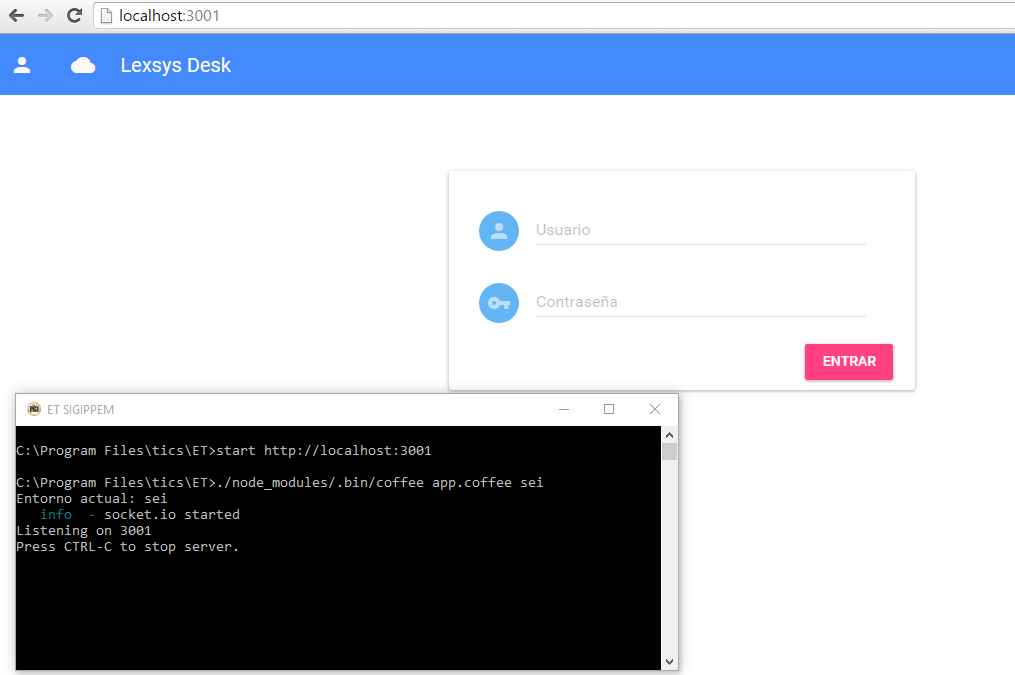 localhost:3001
Lexsys Desk
Usuario
Contraseña
ENTRAR
ET SIGIPPEM
C:\Program Files\tics\ET>start http://localhost:3001
C:\Program Files\tics\ET>./node_modules/.bin/coffee app.coffee sei
Entorno actual: sei
info - socket.io started
Listening on 3001
Press CTRL-C to stop server.